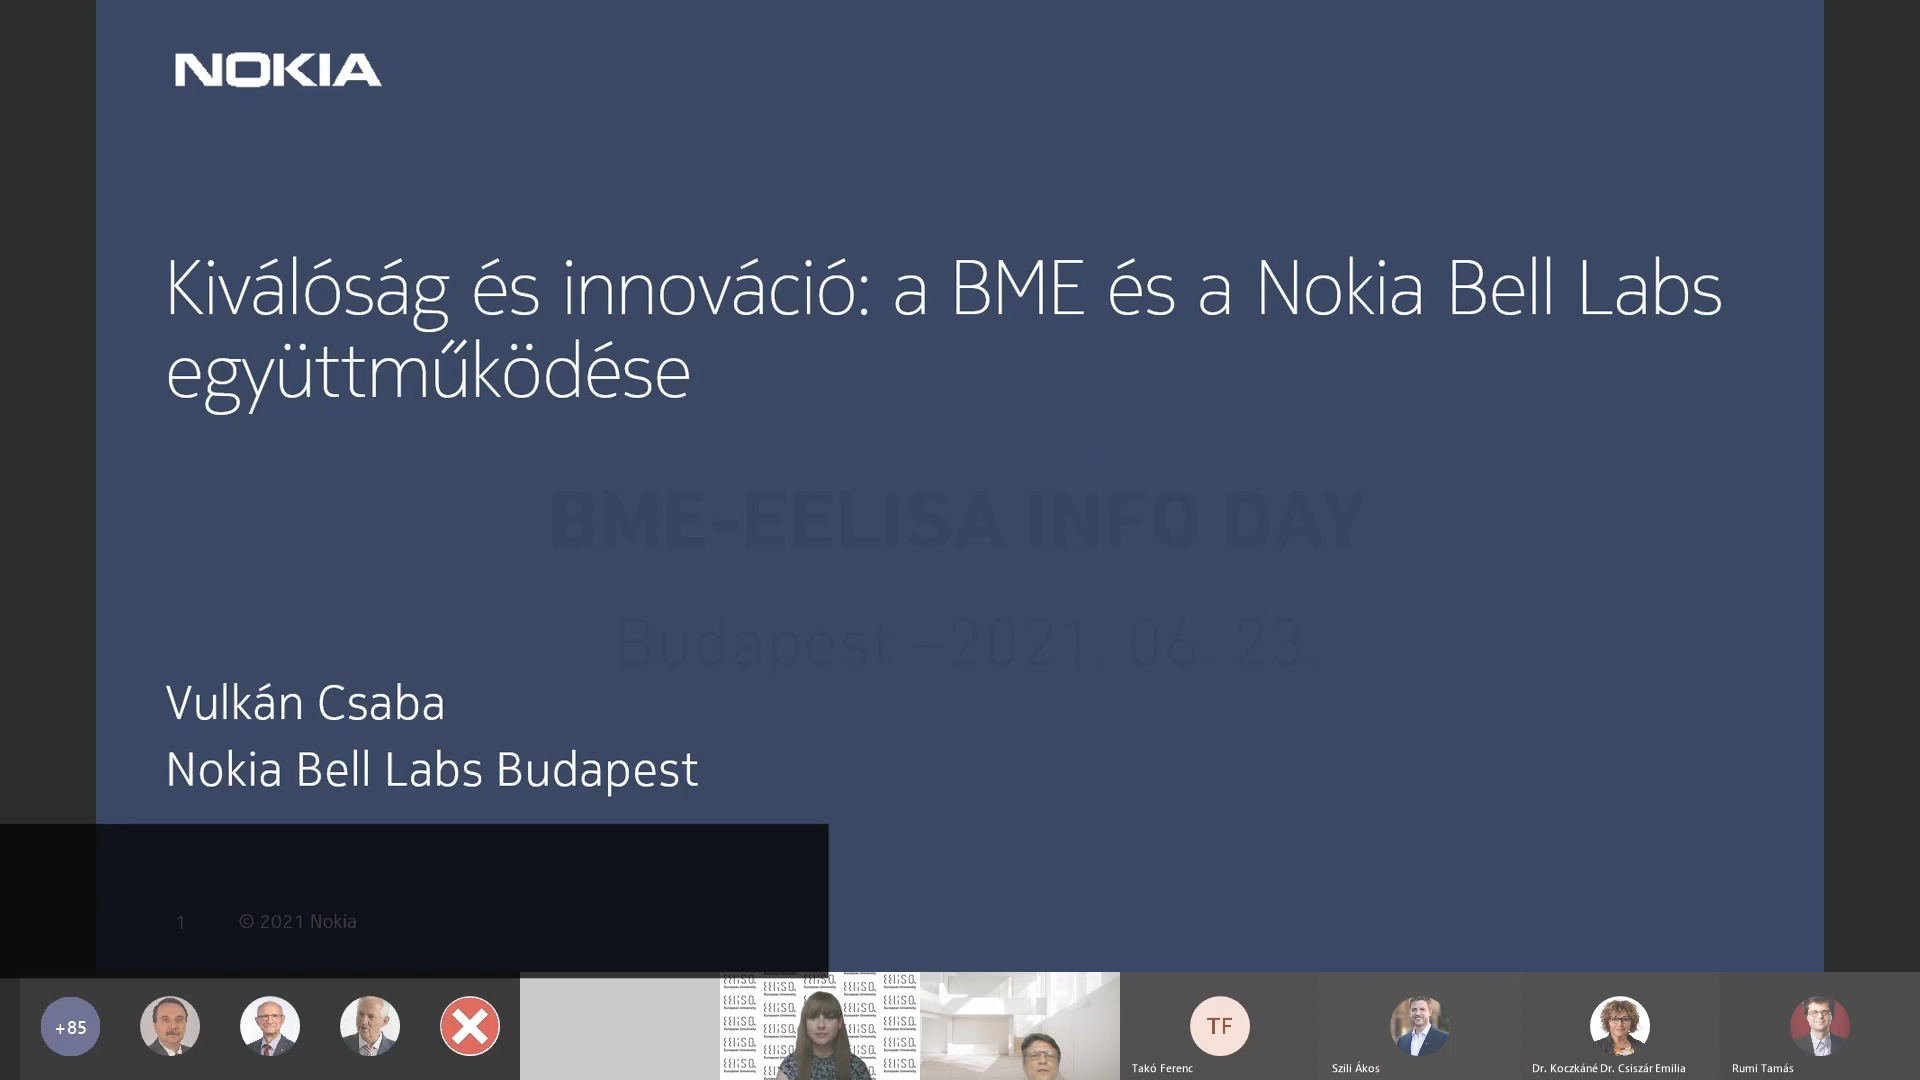 NOKIA
Kiválóság és innováció: a BME és a Nokia Bell Labs
együttműködése
BME-EELISA INFO DAY
Budapest –2021. 06. 23.
Vulkán Csaba
Nokia Bell Labs Budapest
1 © 2021 Nokia
+85
TF
Takó Ferenc
Szili Ákos
Dr. Koczkáné Dr. Csiszár Emilia
Rumi Tamás